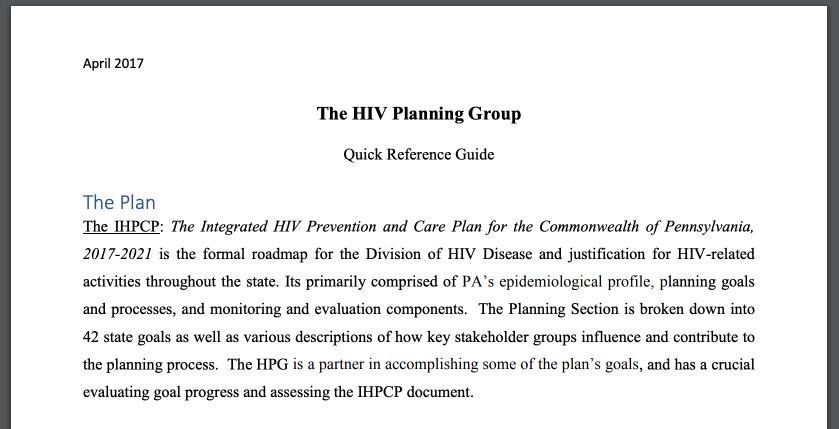 April 2017
The HIV Planning Group
Quick Reference Guide
The Plan
The IHPCP: The Integrated HIV Prevention and Care Plan for the Commonwealth of Pennsylvania,
2017-2021 is the formal roadmap for the Division of HIV Disease and justification for HIV-related
activities throughout the state. Its primarily comprised of PA’s epidemiological profile, planning goals
and processes, and monitoring and evaluation components.  The Planning Section is broken down into
42 state goals as well as various descriptions of how key stakeholder groups influence and contribute to
the planning process.  The HPG is a partner in accomplishing some of the plan’s goals, and has a crucial
evaluating goal progress and assessing the IHPCP document.